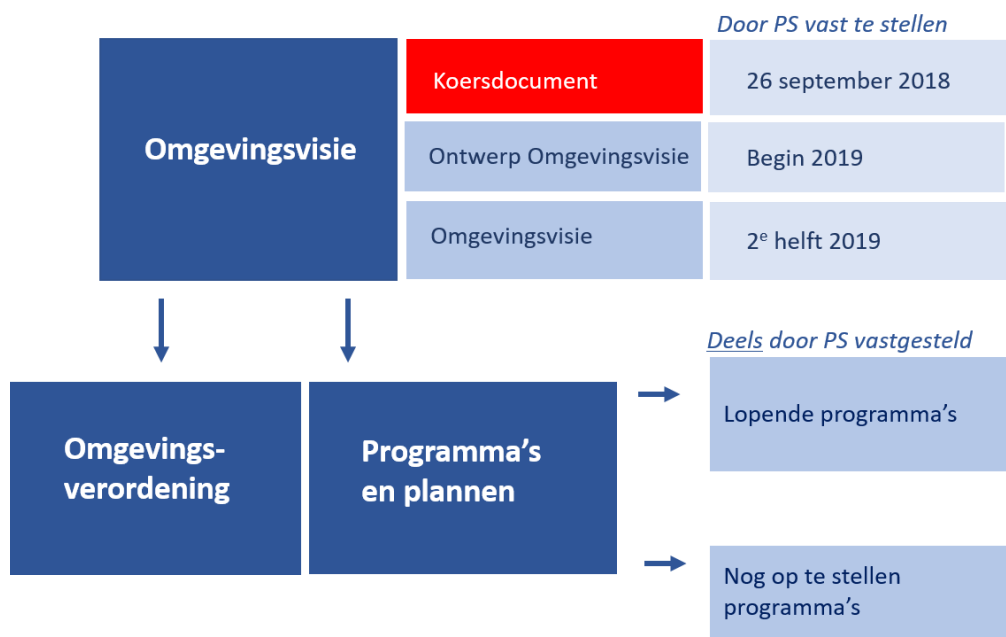 Door PS vast te stellen
Omgevingsvisie
Koersdocument
26 september 2018
Ontwerp Omgevingsvisie
Begin 2019
Omgevingsvisie
2e helft 2019
Deels door PS vastgesteld
Omgevings-
verordening
Programma’s
en plannen
Lopende programma’s
Nog op te stellen
programma’s